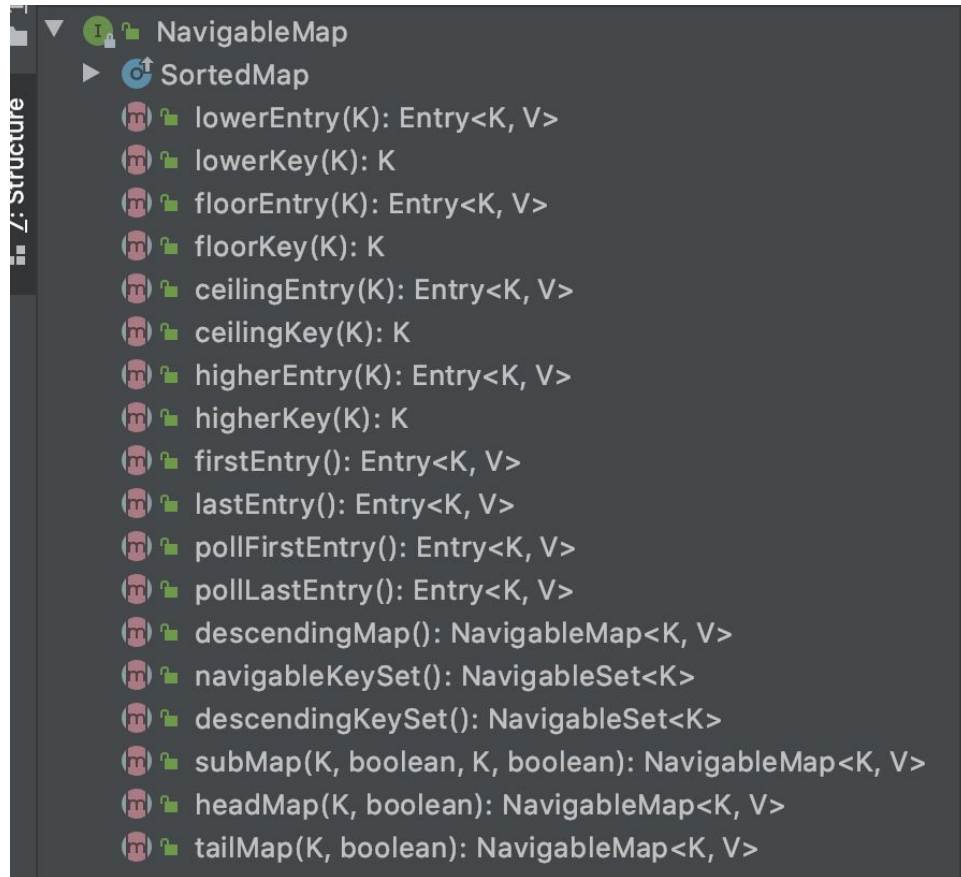 NavigableMap
SortedMap
lowerEntry(K): Entry<K, V>
lowerKey(K): K
floorEntry(K): Entry<K, V>
floorKey(K): K
ceilingEntry(K): Entry<K, V>
ceilingKey(K): K
higherEntry(K): Entry<K, V>
higherKey(K): K
firstEntry(): Entry<K, V>
lastEntry(): Entry<K, V>
pollFirstEntry(): Entry<K, V>
pollLastEntry(): Entry<K, V>
descendingMap(): NavigableMap<K, V>
navigableKeySet(): NavigableSet<K>
descendingKeySet(): NavigableSet<K>
subMap(K, boolean, K, boolean): NavigableMap<K, V>
headMap(K, boolean): NavigableMap<K, V>
tailMap(K, boolean): NavigableMap<K, V>
7: Structure